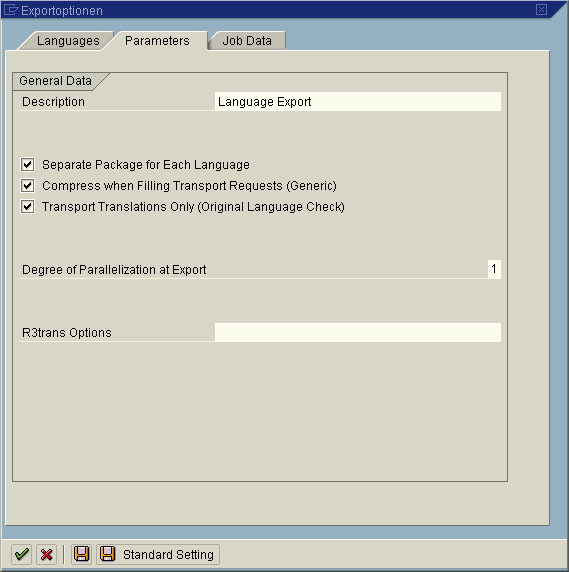 Exportoptionen
Languages Parameters Job Data
General Data
Description Language Export
Separate Package for Each Language
Compress when Filling Transport Requests (Generic)
Transport Translations Only (Original Language Check)
Degree of Parallelization at Export 1
R3trans Options
Standard Setting